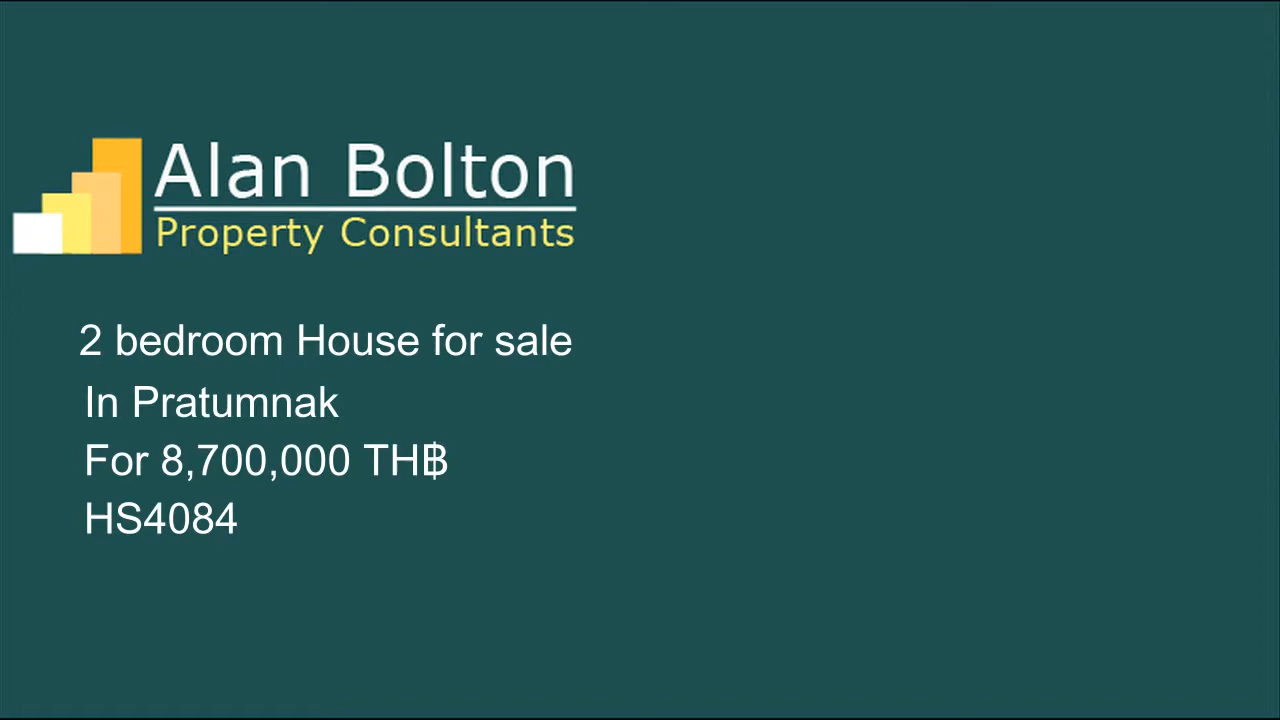 Alan Bolton
Property Consultants
2 bedroom House for sale
In Pratumnak
For 8,700,000 TH฿
HS4084